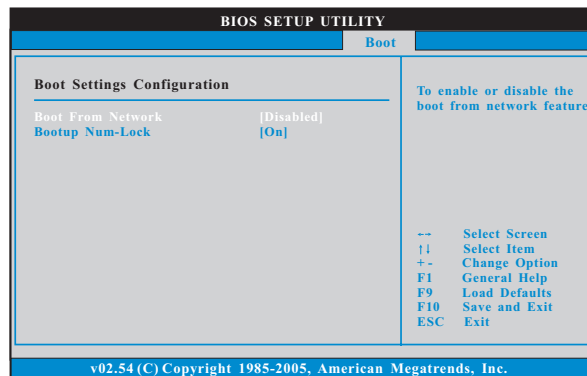 BIOS SETUP UTILITY
Boot
Boot Settings Configuration
Boot From Network [Disabled]
Bootup Num-Lock [On]
To enable or disable the
boot from network feature
←→ Select Screen
↑↓ Select Item
+ - Change Option
F1 General Help
F9 Load Defaults
F10 Save and Exit
ESC Exit
v02.54 (C) Copyright 1985-2005, American Megatrends, Inc.